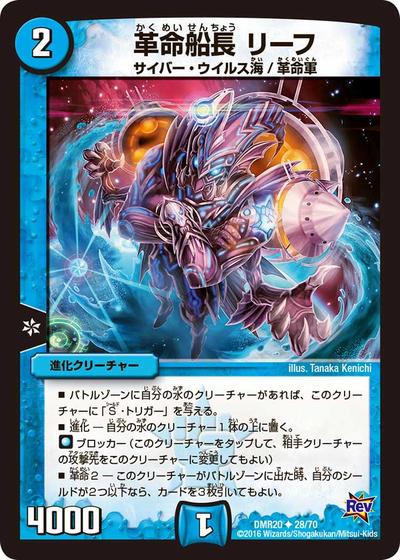 2
かくめいせんちょう
革命船長 リーフ
サイバー・ウイルス海/革命軍
かい かくめいぐん
進化クリーチャー
illus. Tanaka Kenichi
■ バトルゾーンに自分の水のクリーチャーがあれば、このクリー
チャーに「S・トリガー」を与える。
■ 進化－自分の水のクリーチャー1体の上に置く。
ブロッカー(このクリーチャーをタップして、相手クリーチャー
の攻撃先をこのクリーチャーに変更してもよい)
■ 革命2－このクリーチャーがバトルゾーンに出た時、自分のシー
ルドが2つ以下なら、カードを3枚引いてもよい。
4000
1
Rev
DMR20 ◆ 28/70
©2016 Wizards/Shogakukan/Mitsui-Kids